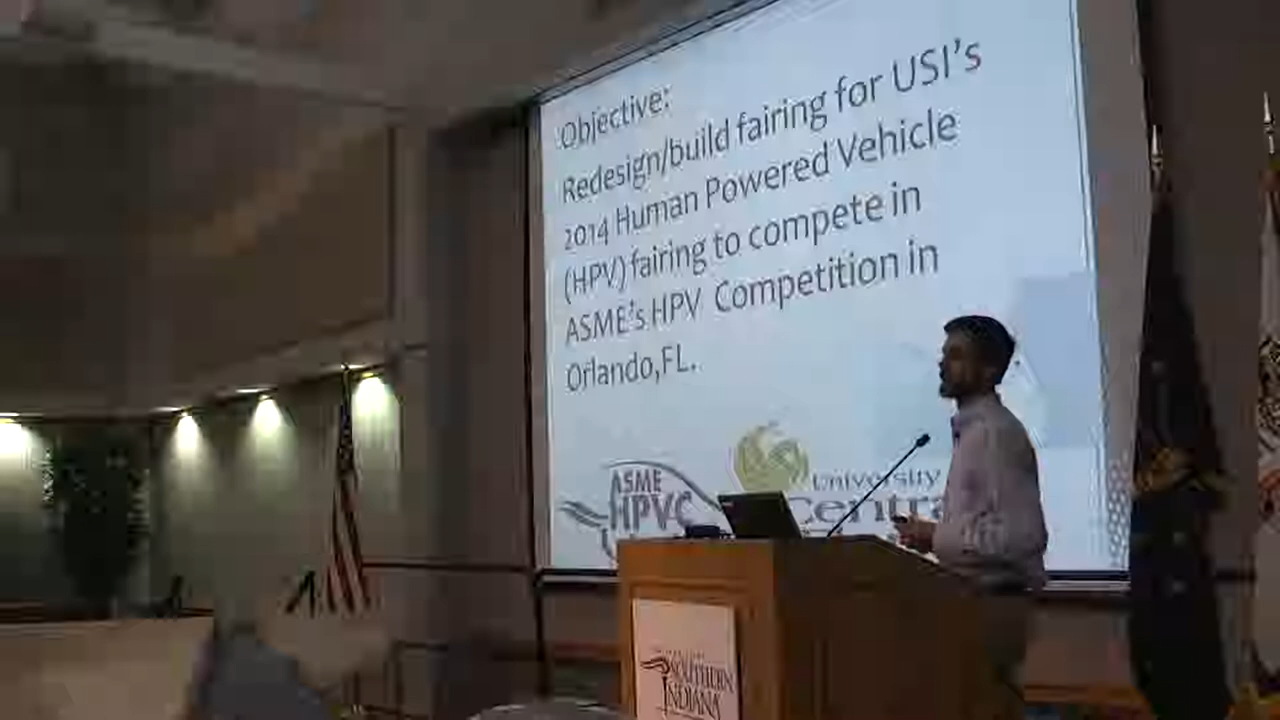 Objective:
Redesign/build fairing for USI's
2014 Human Powered Vehicle
(HPV) fairing to compete in
ASME's HPV Competition in
Orlando,FL.
ASME
HPVC
University
Centra
SOUTHERN
INDIANA